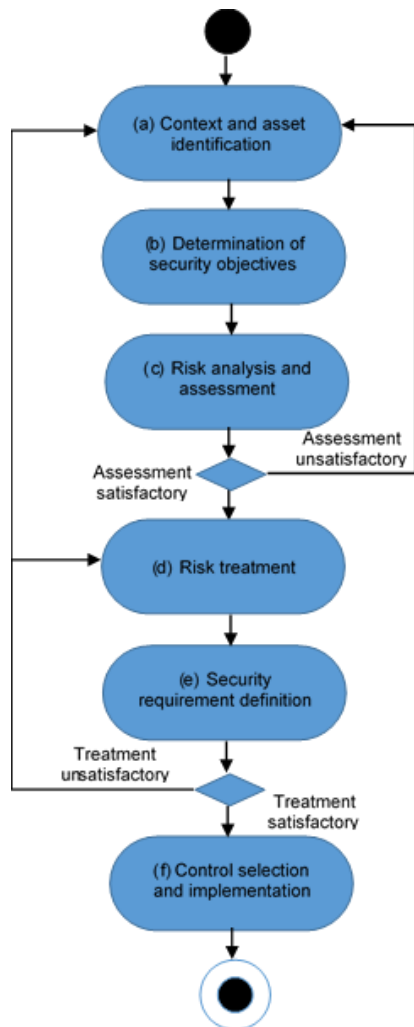 (a) Context and asset
identification
(b) Determination of
security objectives
(c) Risk analysis and
assessment
Assessment
unsatisfactory
Assessment
satisfactory
(d) Risk treatment
(e) Security
requirement definition
Treatment
unsatisfactory
Treatment
satisfactory
(f) Control selection
and implementation